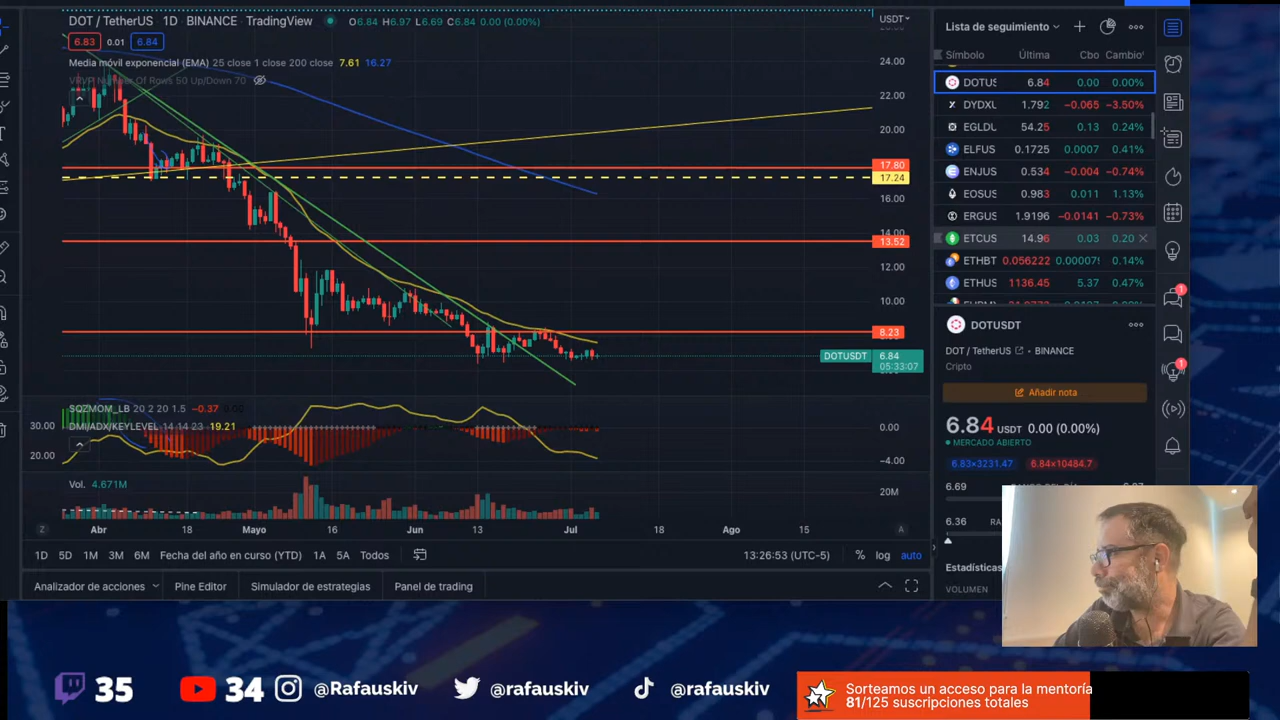 DOT / TetherUS 1D BINANCE TradingView O6.84 H6.97 L6.69 C6.84 0.00 (0.00%)
6.83 0.01 6.84
Media móvil exponencial (EMA) 25 close 1 close 200 close 7.61 16.27
USDT
24.00
22.00
20.00
17.80
17.24
16.00
14.00
13.52
12.00
10.00
8.23
DOTUSDT 6.84
05:33:07
SQZMOM_LB 20 2 20 1.5 −0.37 0.00
DMI/ADX/KEYLEVEL 14 14 23 19.21
30.00
20.00
0.00
−4.00
Vol. 4.671M
20M
Z Abr 18 Mayo 16 Jun 13 Jul 18 Ago 15 A
1D 5D 1M 3M 6M Fecha del año en curso (YTD) 1A 5A Todos
13:26:53 (UTC-5) % log auto
Analizador de acciones Pine Editor Simulador de estrategias Panel de trading
Lista de seguimiento
Símbolo Última Cbo Cambio
DOTUS 6.84 0.00 0.00%
DYDXU 1.792 −0.065 −3.50%
EGLDU 54.25 0.13 0.24%
ELFUS 0.1725 0.0007 0.41%
ENJUS 0.534 −0.004 −0.74%
EOSUS 0.983 0.011 1.13%
ERGUS 1.9196 −0.0141 −0.73%
ETCUS 14.96 0.03 0.20
ETHBT 0.056222 0.000079 0.14%
ETHUS 1136.45 5.37 0.47%
1
1
DOTUSDT
DOT / TetherUS • BINANCE
Cripto
Añadir nota
6.84 USDT 0.00 (0.00%)
MERCADO ABIERTO
6.83×3231.47 6.84×10484.7
6.69
6.36
Estadísticas
VOLUMEN
35
34
@Rafauskiv
@rafauskiv
@rafauskiv
Sorteamos un acceso para la mentoría
81/125 suscripciones totales